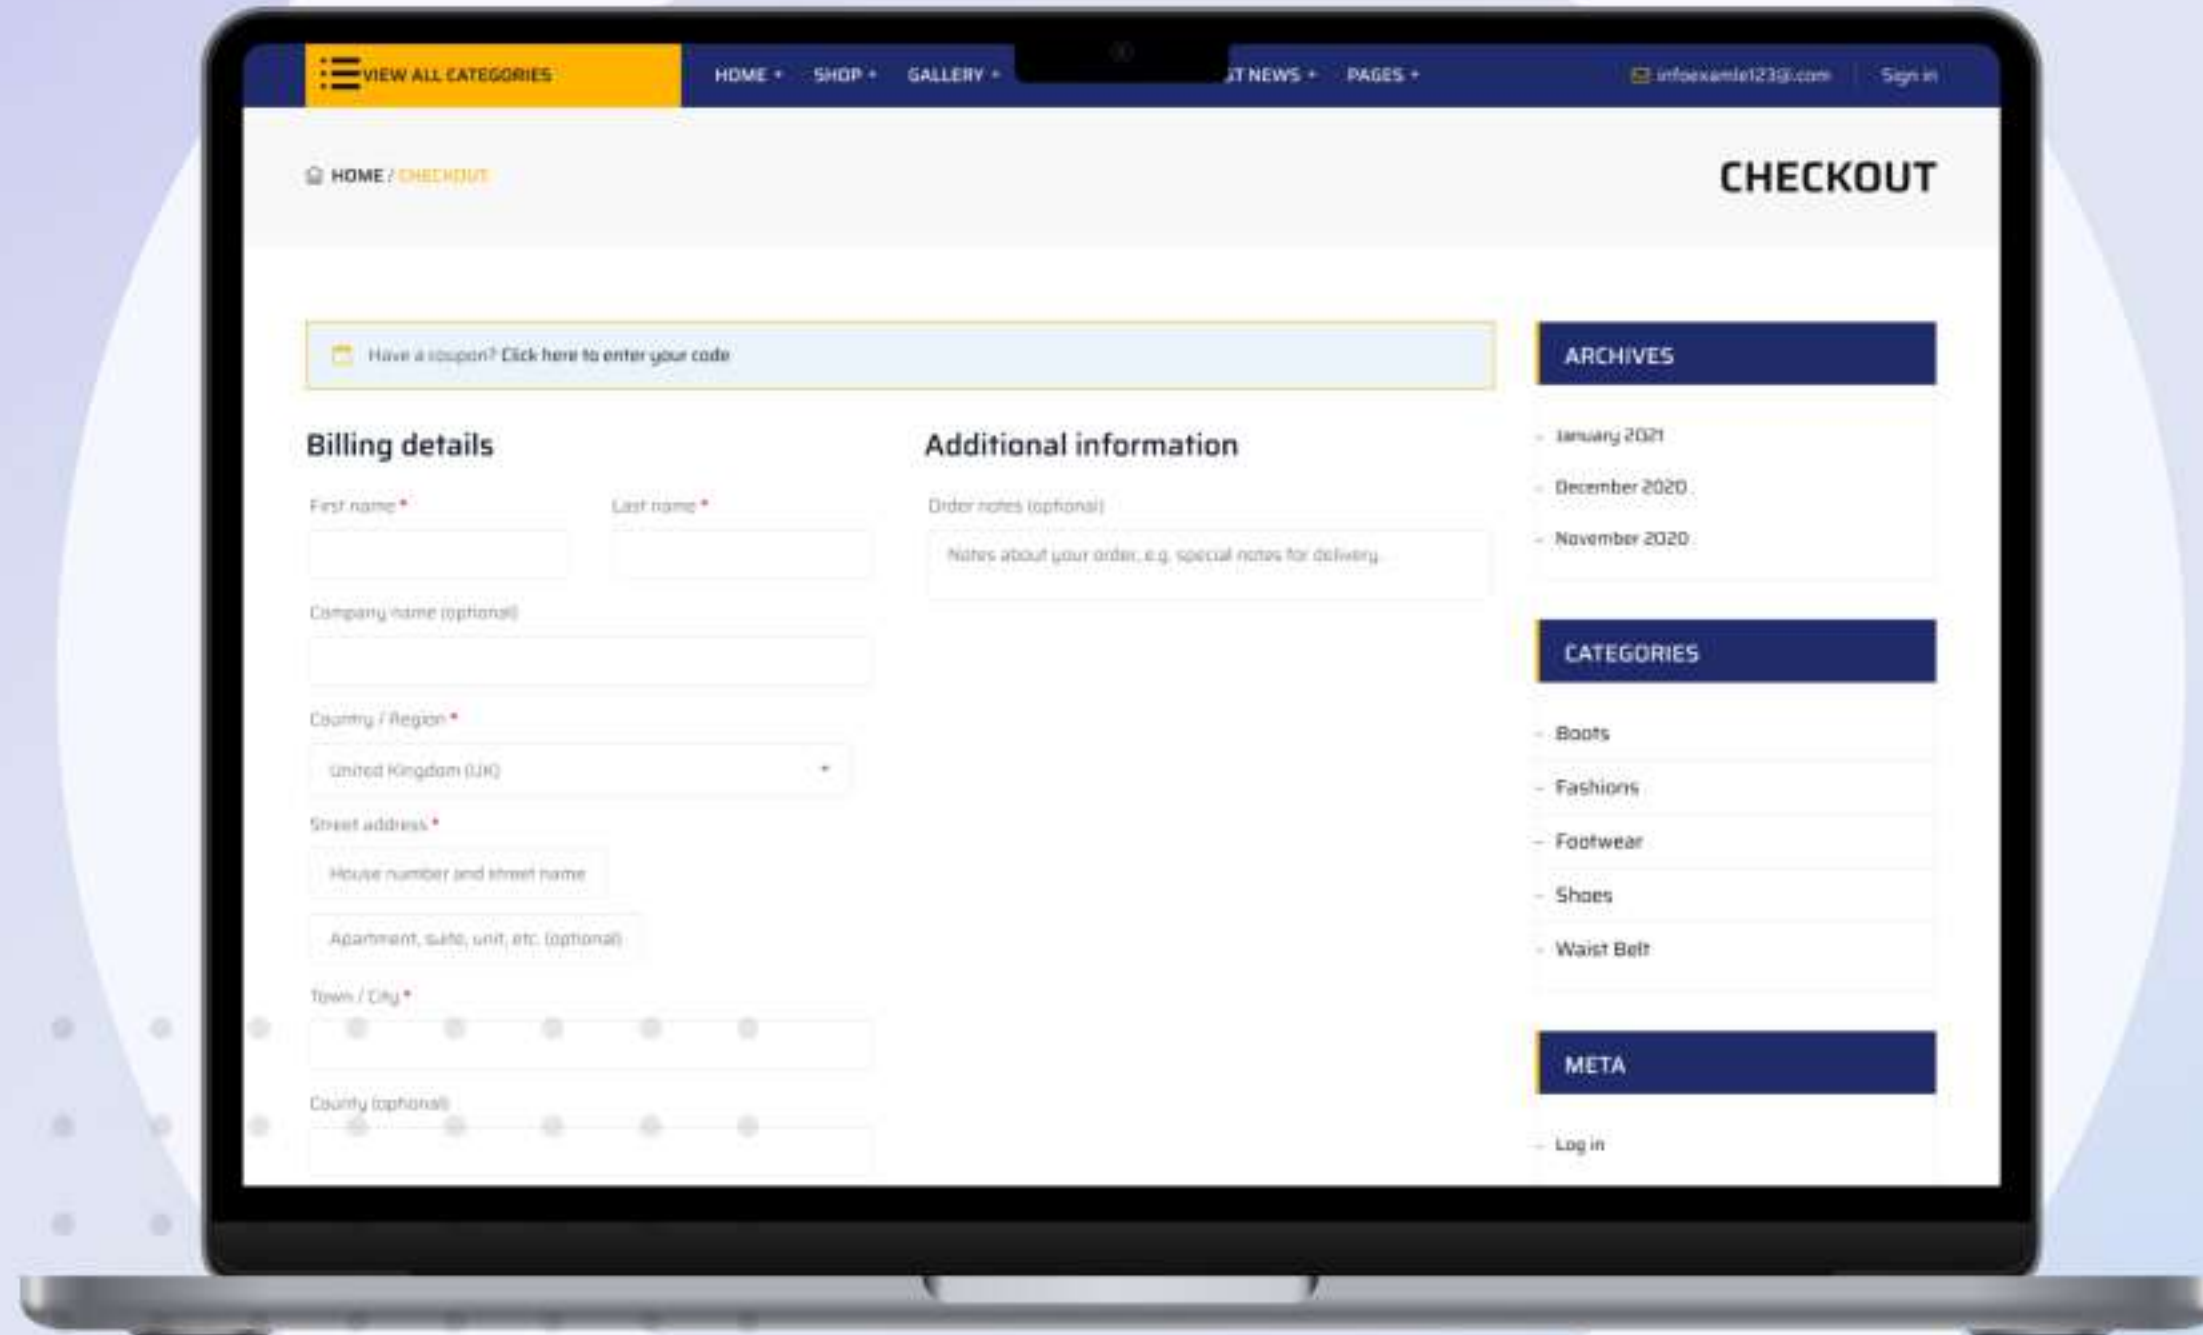 VIEW ALL CATEGORIES
HOME +
SHOP +
GALLERY +
ST NEWS +
PAGES +
infoexamle123@.com
Sign in
HOME / CHECKOUT
CHECKOUT
Have a coupon? Click here to enter your code
Billing details
First name *
Last name *
Company name (optional)
Country / Region *
United Kingdom (UK)
Street address *
House number and street name
Apartment, suite, unit, etc. (optional)
Town / City *
County (optional)
Additional information
Order notes (optional)
Notes about your order, e.g. special notes for delivery.
ARCHIVES
- January 2021
- December 2020
- November 2020
CATEGORIES
- Boots
- Fashions
- Footwear
- Shoes
- Waist Belt
META
- Log in